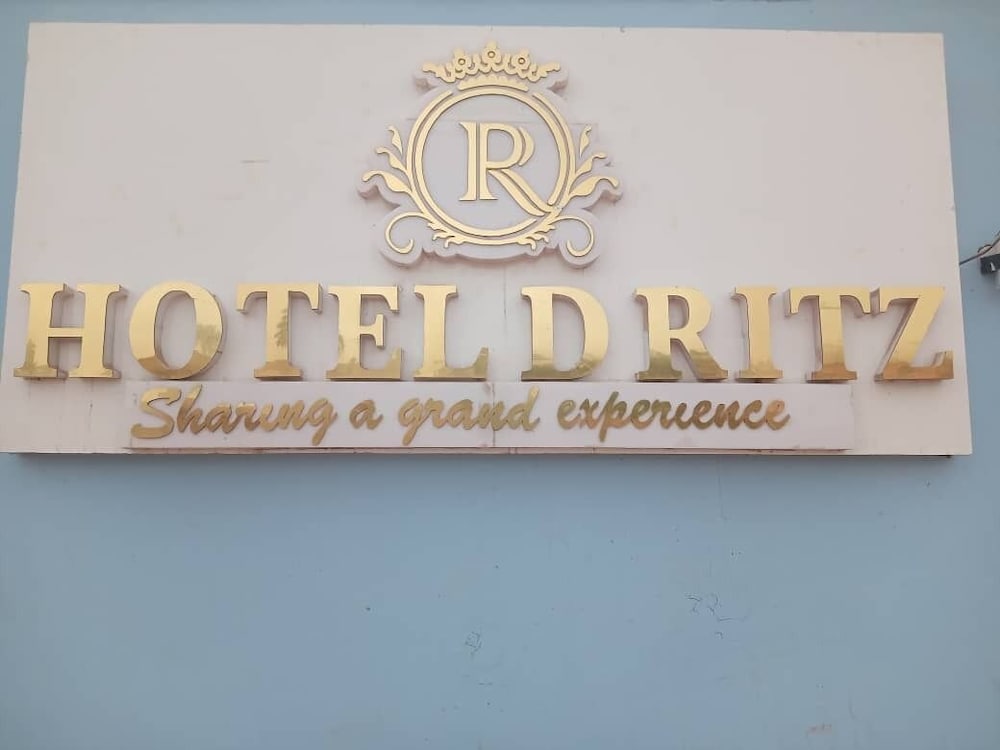 R
HOTEL D RITZ
Sharing a grand experience